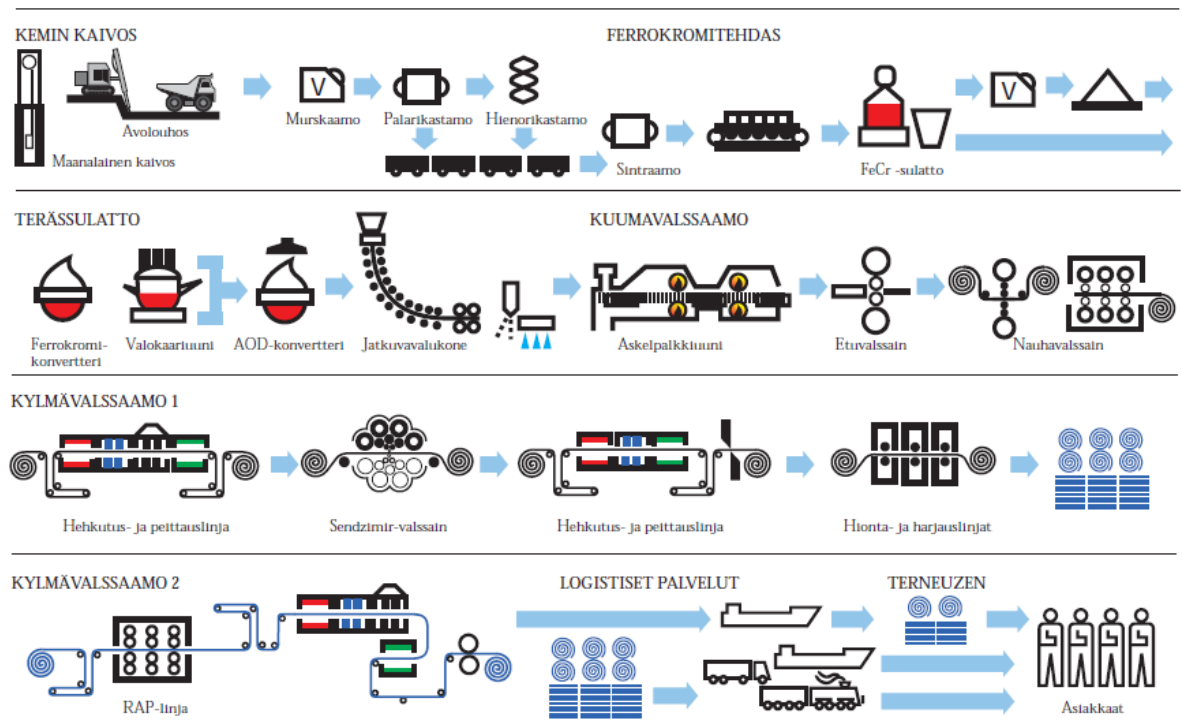 KEMIN KAIVOS
FERROKROMITEHDAS
V
V
Avolouhos
Murskaamo
Palarikastamo
Hienorikastamo
Maanalainen kaivos
Sintraamo
FeCr -sulatto
TERÄSSULATTO
KUUMAVALSSAAMO
Ferrokromi-
konvertteri
Valokaariuuni
AOD-konvertteri
Jatkuvavalukone
Askelpalkkiuuni
Etuvalssain
Nauhavalssain
KYLMÄVALSSAAMO 1
Hehkutus- ja peittauslinja
Sendzimir-valssain
Hehkutus- ja peittauslinja
Hionta- ja harjauslinjat
KYLMÄVALSSAAMO 2
LOGISTISET PALVELUT
TERNEUZEN
RAP-linja
Asiakkaat